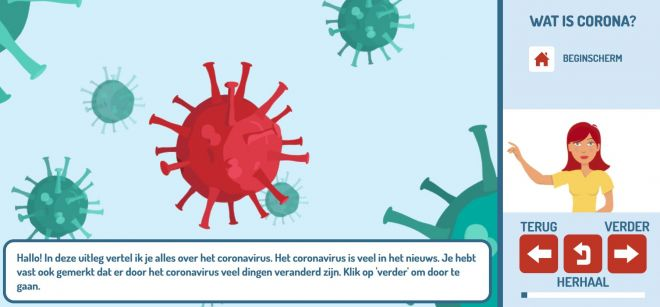 WAT IS CORONA?
BEGINSCHERM
Hallo! In deze uitleg vertel ik je alles over het coronavirus. Het coronavirus is veel in het nieuws. Je hebt
vast ook gemerkt dat er door het coronavirus veel dingen veranderd zijn. Klik op 'verder' om door te
gaan.
TERUG VERDER
HERHAAL